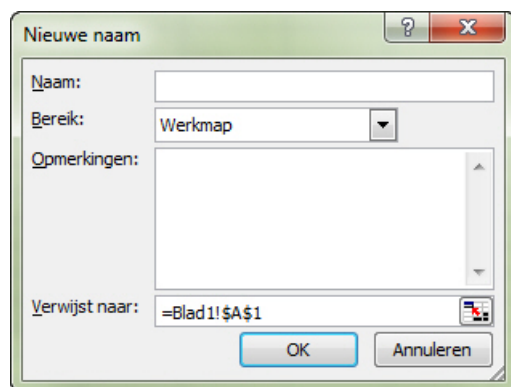 Nieuwe naam
Naam:
Bereik: Werkmap
Opmerkingen:
Verwijst naar: =Blad1!$A$1
OK Annuleren